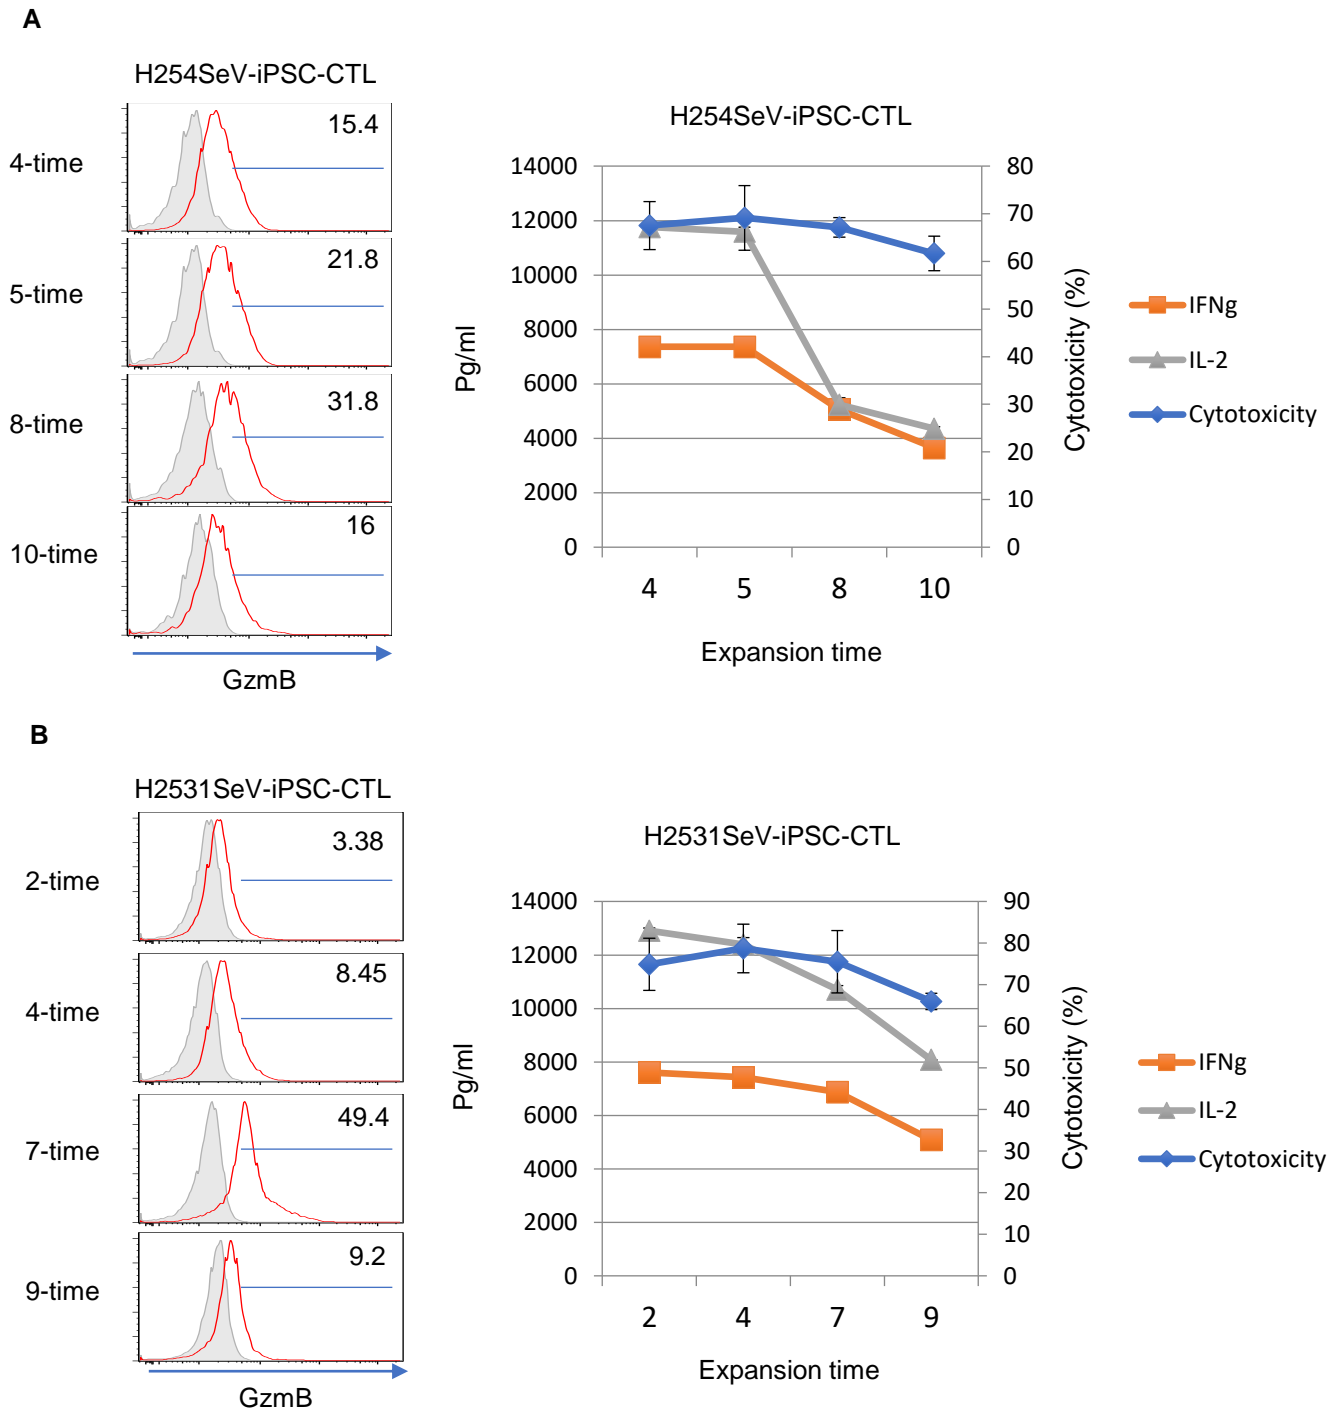 A
H254SeV-iPSC-CTL
4-time
15.4
5-time
21.8
8-time
31.8
10-time
16
GzmB
H254SeV-iPSC-CTL
14000
12000
10000
8000
6000
4000
2000
0
Pg/ml
80
70
60
50
40
30
20
10
0
Cytotoxicity (%)
4 5 8 10
Expansion time
IFNg
IL-2
Cytotoxicity
B
H2531SeV-iPSC-CTL
2-time
3.38
4-time
8.45
7-time
49.4
9-time
9.2
GzmB
H2531SeV-iPSC-CTL
14000
12000
10000
8000
6000
4000
2000
0
Pg/ml
90
80
70
60
50
40
30
20
10
0
Cytotoxicity (%)
2 4 7 9
Expansion time
IFNg
IL-2
Cytotoxicity